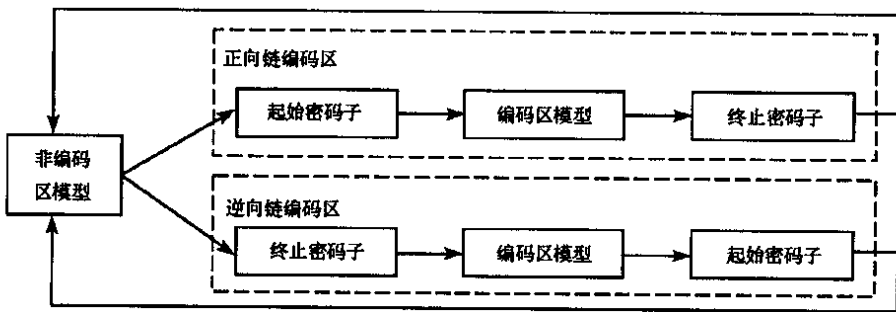 正向链编码区
起始密码子
编码区模型
终止密码子
非编码
区模型
逆向链编码区
终止密码子
编码区模型
起始密码子